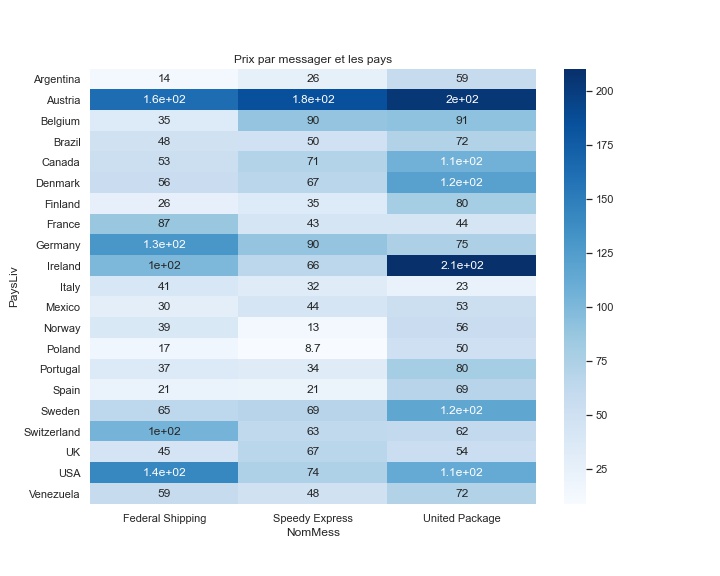 Prix par messager et les pays
Argentina 14 26 59
Austria 1.6e+02 1.8e+02 2e+02
Belgium 35 90 91
Brazil 48 50 72
Canada 53 71 1.1e+02
Denmark 56 67 1.2e+02
Finland 26 35 80
France 87 43 44
Germany 1.3e+02 90 75
Ireland 1e+02 66 2.1e+02
Italy 41 32 23
Mexico 30 44 53
Norway 39 13 56
Poland 17 8.7 50
Portugal 37 34 80
Spain 21 21 69
Sweden 65 69 1.2e+02
Switzerland 1e+02 63 62
UK 45 67 54
USA 1.4e+02 74 1.1e+02
Venezuela 59 48 72
PaysLiv
Federal Shipping Speedy Express United Package
NomMess
200
175
150
125
100
75
50
25